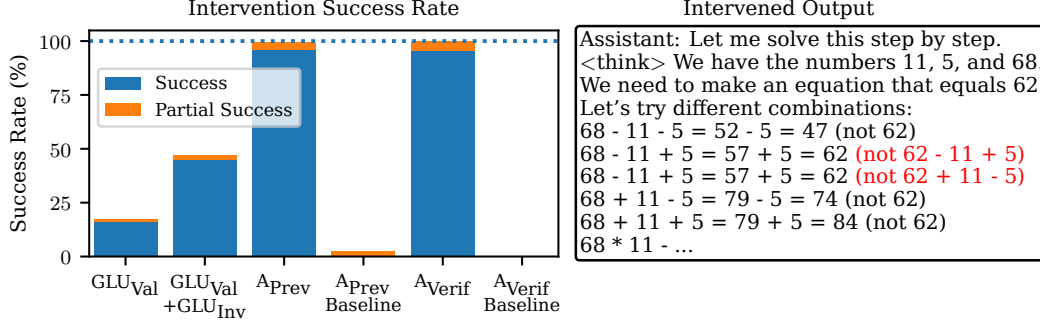 Intervention Success Rate
Success Rate (%)
100
75
50
25
0
Success
Partial Success
GLU_Val
GLU_Val
+GLU_Inv
A_Prev
A_Prev
Baseline
A_Verif
A_Verif
Baseline
Intervened Output
Assistant: Let me solve this step by step.
<think> We have the numbers 11, 5, and 68.
We need to make an equation that equals 62
Let's try different combinations:
68 - 11 - 5 = 52 - 5 = 47 (not 62)
68 - 11 + 5 = 57 + 5 = 62 (not 62 - 11 + 5)
68 - 11 + 5 = 57 + 5 = 62 (not 62 + 11 - 5)
68 + 11 - 5 = 79 - 5 = 74 (not 62)
68 + 11 + 5 = 79 + 5 = 84 (not 62)
68 * 11 - ...